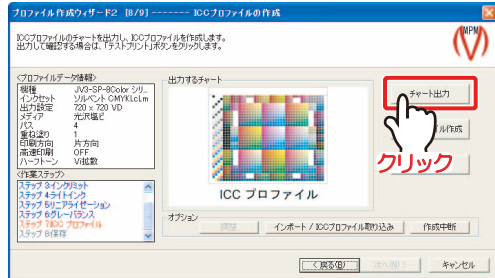 プロファイル作成ウィザード2 [8/9] ------- ICCプロファイルの作成
ICCプロファイルのチャートを出力し、ICCプロファイルを作成します。
出力して確認する場合は、「テストプリント」ボタンをクリックします。
MPM
<プロファイルデータ情報>
機種 JV3-SP-8Color シリ...
インクセット ソルベント CMYKLcLm
出力設定 720 x 720 VD
メディア 光沢塩ビ
パス 4
重ね塗り 1
印刷方向 片方向
高速印刷 OFF
ハーフトーン Vi拡散
<作業ステップ>
ステップ 3:インクリミット
ステップ 4:ライトインク
ステップ 5:リニアライゼーション
ステップ 6:グレーバランス
ステップ 7:ICC プロファイル
ステップ 8:保存
出力するチャート
ICC プロファイル
チャート出力
イル作成
クリック
オプション
調整
インポート / ICCプロファイル取り込み
作成中断
< 戻る(B)
次へ(N) >
キャンセル